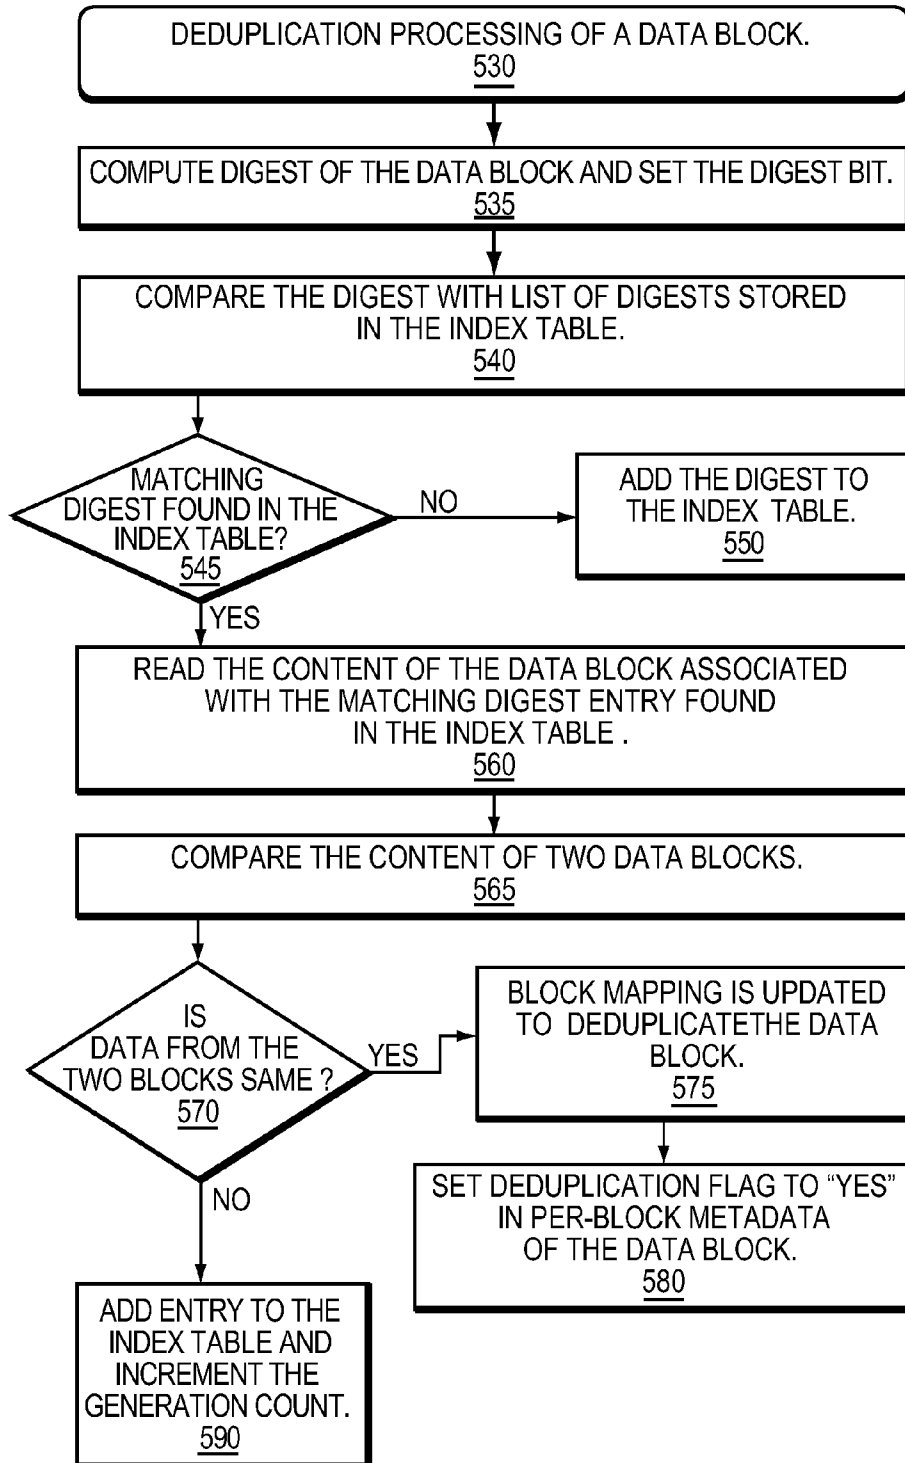 DEDUPLICATION PROCESSING OF A DATA BLOCK.
530
COMPUTE DIGEST OF THE DATA BLOCK AND SET THE DIGEST BIT.
535
COMPARE THE DIGEST WITH LIST OF DIGESTS STORED
IN THE INDEX TABLE.
540
MATCHING
DIGEST FOUND IN THE
INDEX TABLE?
545
NO
ADD THE DIGEST TO
THE INDEX TABLE.
550
YES
READ THE CONTENT OF THE DATA BLOCK ASSOCIATED
WITH THE MATCHING DIGEST ENTRY FOUND
IN THE INDEX TABLE .
560
COMPARE THE CONTENT OF TWO DATA BLOCKS.
565
IS
DATA FROM THE
TWO BLOCKS SAME ?
570
YES
BLOCK MAPPING IS UPDATED
TO DEDUPLICATETHE DATA
BLOCK.
575
SET DEDUPLICATION FLAG TO “YES”
IN PER-BLOCK METADATA
OF THE DATA BLOCK.
580
NO
ADD ENTRY TO THE
INDEX TABLE AND
INCREMENT THE
GENERATION COUNT.
590